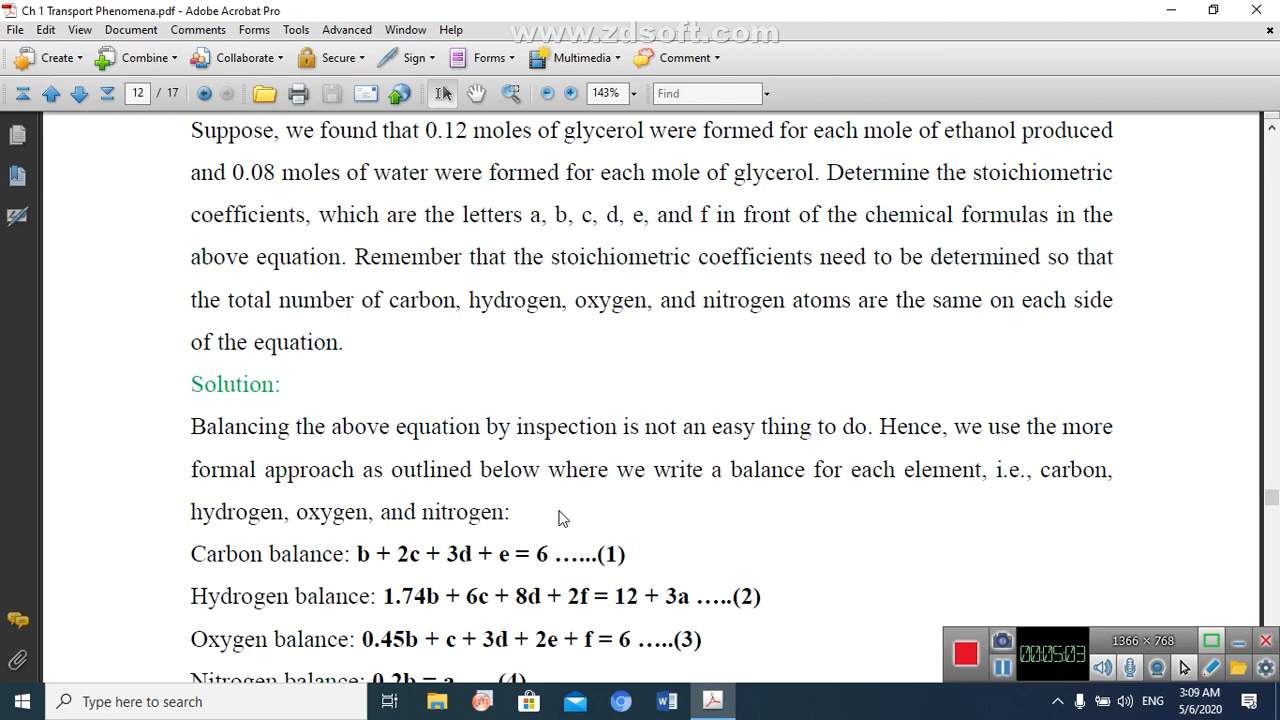 Ch 1 Transport Phenomena.pdf - Adobe Acrobat Pro
File Edit View Document Comments Forms Tools Advanced Window Help
www.zdsoft.com
Create Combine Collaborate Secure Sign Forms Multimedia Comment
12 / 17 143% Find
Suppose, we found that 0.12 moles of glycerol were formed for each mole of ethanol produced
and 0.08 moles of water were formed for each mole of glycerol. Determine the stoichiometric
coefficients, which are the letters a, b, c, d, e, and f in front of the chemical formulas in the
above equation. Remember that the stoichiometric coefficients need to be determined so that
the total number of carbon, hydrogen, oxygen, and nitrogen atoms are the same on each side
of the equation.
Solution:
Balancing the above equation by inspection is not an easy thing to do. Hence, we use the more
formal approach as outlined below where we write a balance for each element, i.e., carbon,
hydrogen, oxygen, and nitrogen:
Carbon balance: b + 2c + 3d + e = 6 …...(1)
Hydrogen balance: 1.74b + 6c + 8d + 2f = 12 + 3a …..(2)
Oxygen balance: 0.45b + c + 3d + 2e + f = 6 …..(3)
Nitrogen balance: 0.2b = a …..(4)
1366 × 768
00:05:03
Type here to search
ENG
3:09 AM
5/6/2020